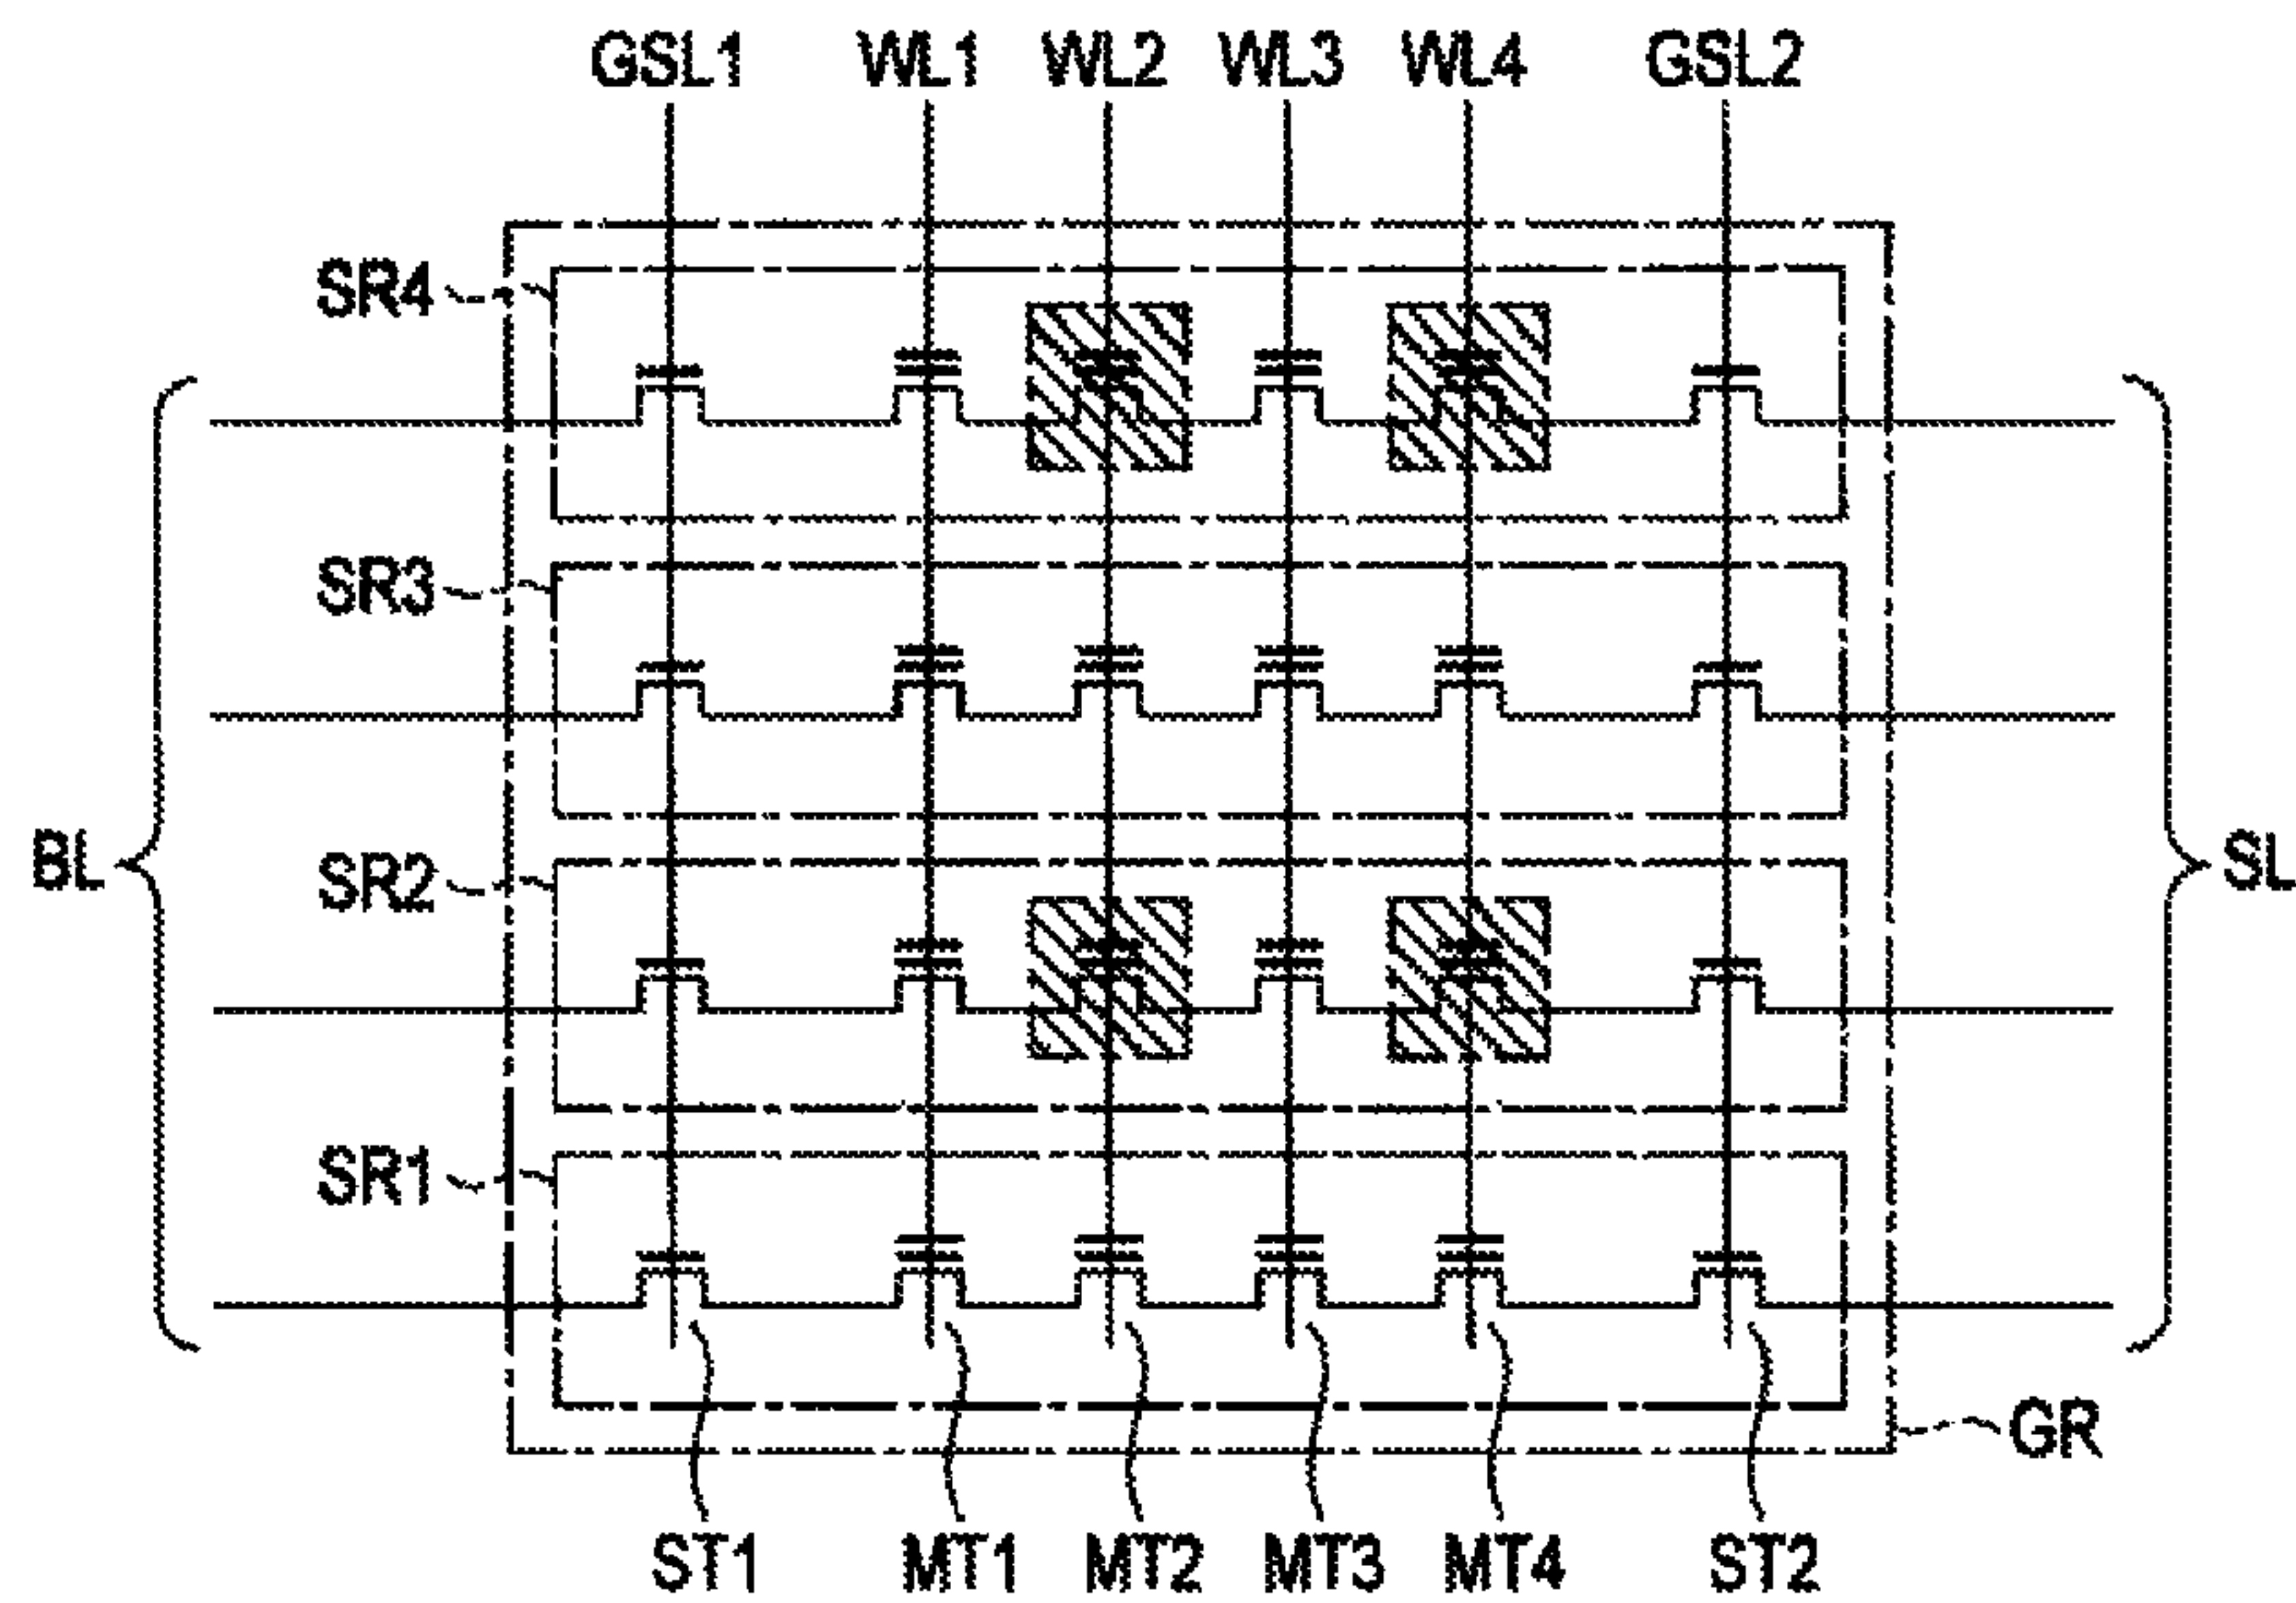 GSL1 WL1 WL2 WL3 WL4 GSL2
SR4
SR3
BL
SL
SR2
SR1
GR
ST1 MT1 MT2 MT3 MT4 ST2